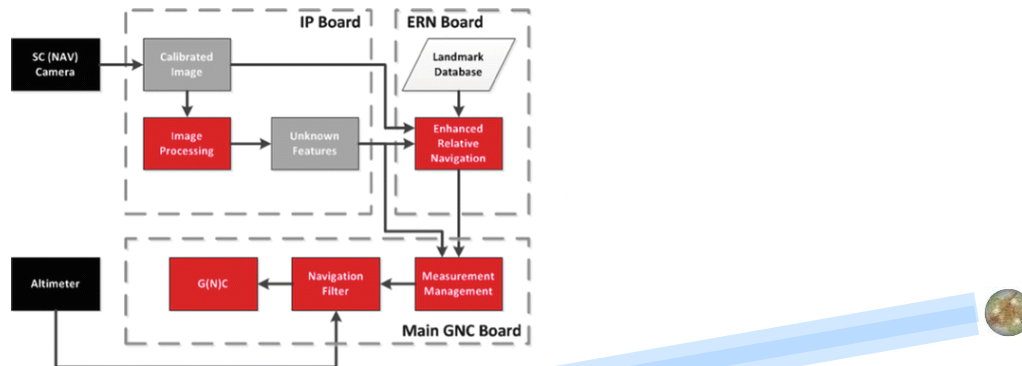 IP Board
ERN Board
SC (NAV)
Camera
Calibrated
Image
Landmark
Database
Image
Processing
Unknown
Features
Enhanced
Relative
Navigation
Altimeter
G(N)C
Navigation
Filter
Measurement
Management
Main GNC Board